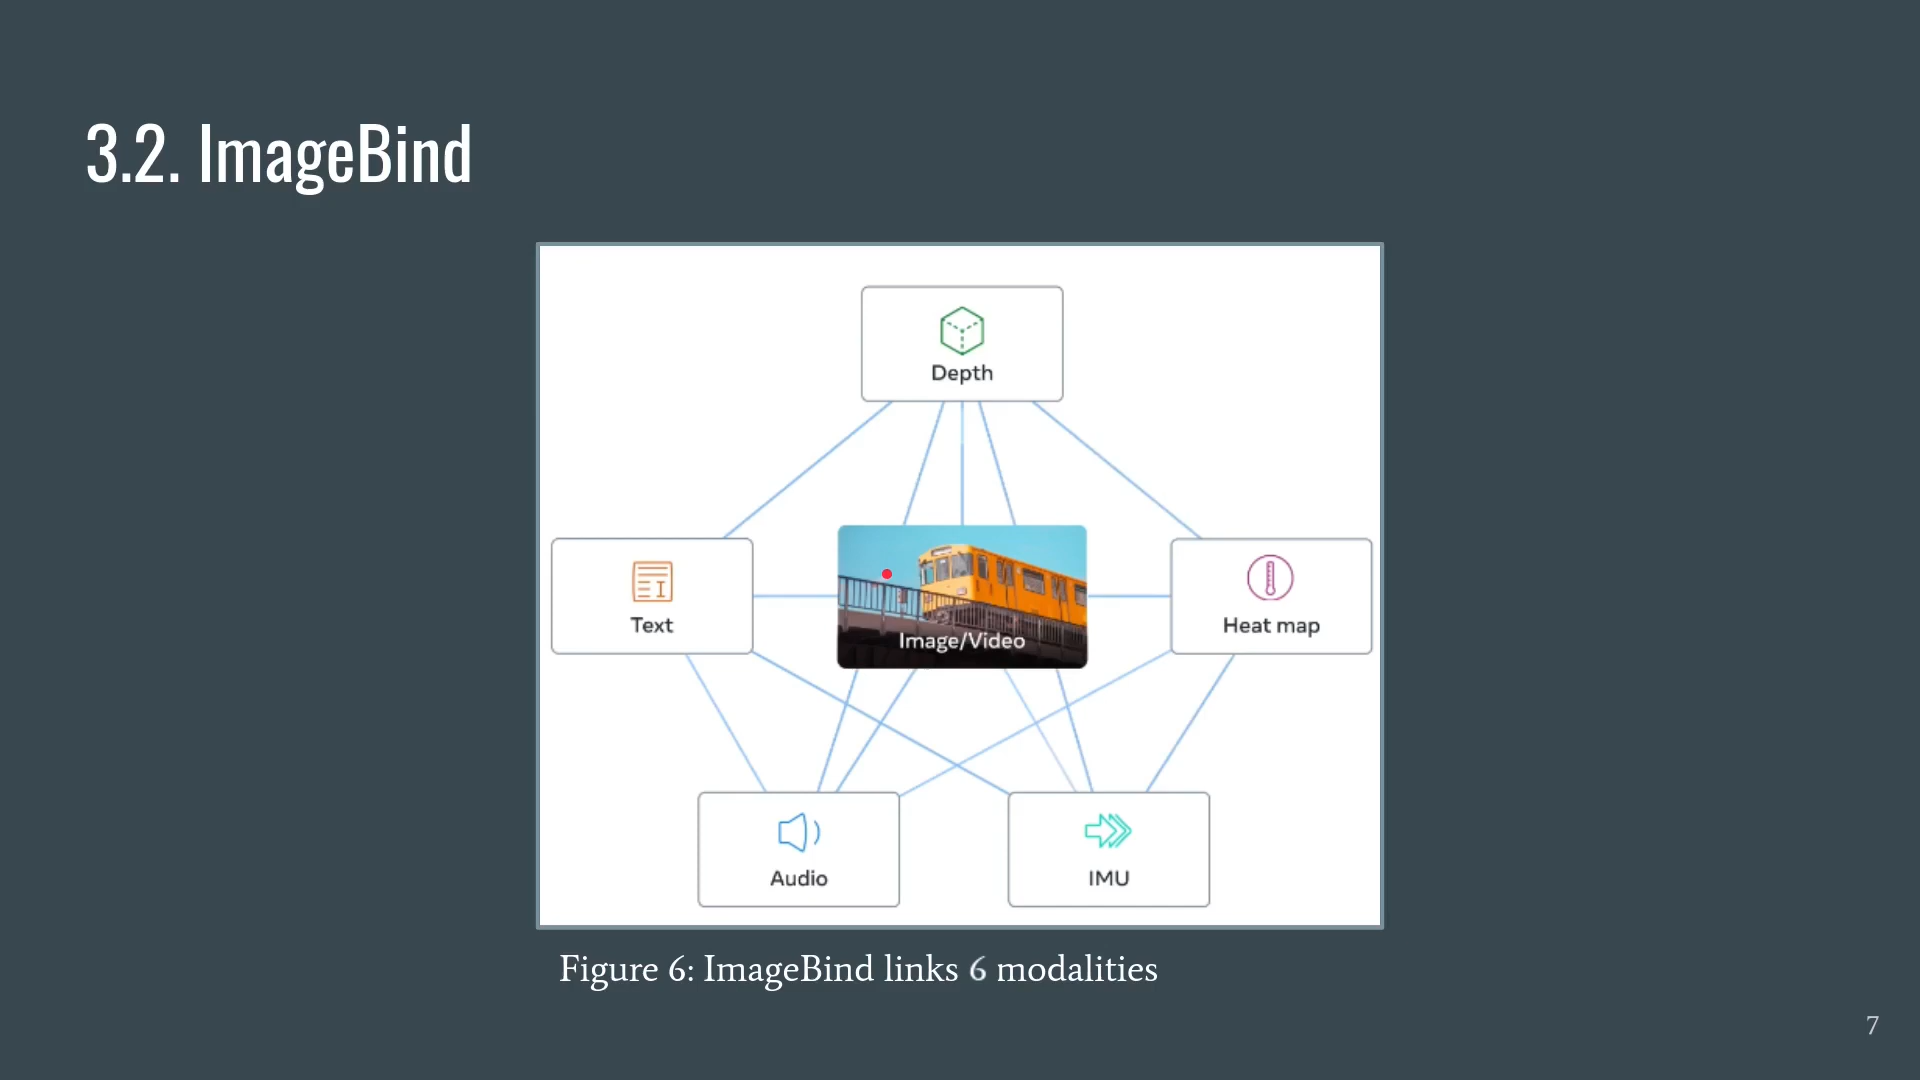 3.2. ImageBind
Depth
Text
Image/Video
Heat map
Audio
IMU
Figure 6: ImageBind links 6 modalities
7